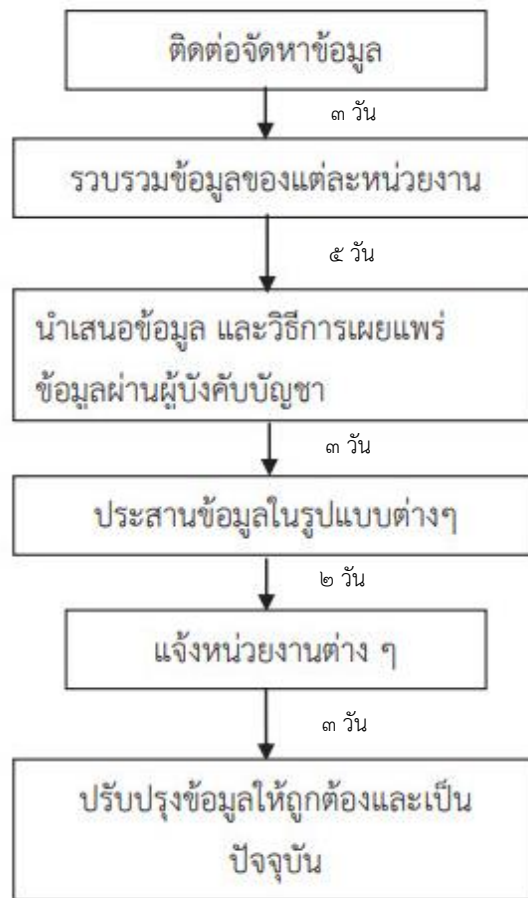 ติดต่อจัดหาข้อมูล
๓ วัน
รวบรวมข้อมูลของแต่ละหน่วยงาน
๕ วัน
นำเสนอข้อมูล และวิธีการเผยแพร่
ข้อมูลผ่านผู้บังคับบัญชา
๓ วัน
ประสานข้อมูลในรูปแบบต่างๆ
๒ วัน
แจ้งหน่วยงานต่าง ๆ
๓ วัน
ปรับปรุงข้อมูลให้ถูกต้องและเป็น
ปัจจุบัน